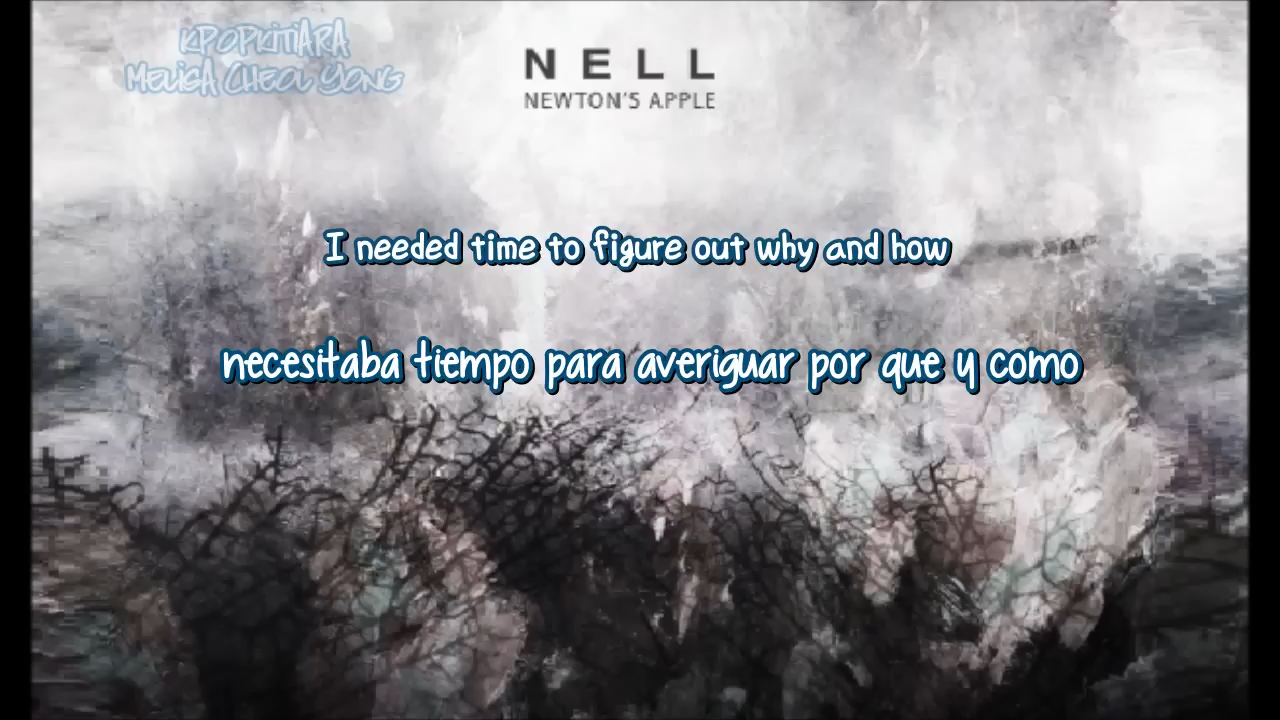 KPOPKITIARA
MELISA CHEOL YONG
NELL
NEWTON'S APPLE
I needed time to figure out why and how
necesitaba tiempo para averiguar por que y como